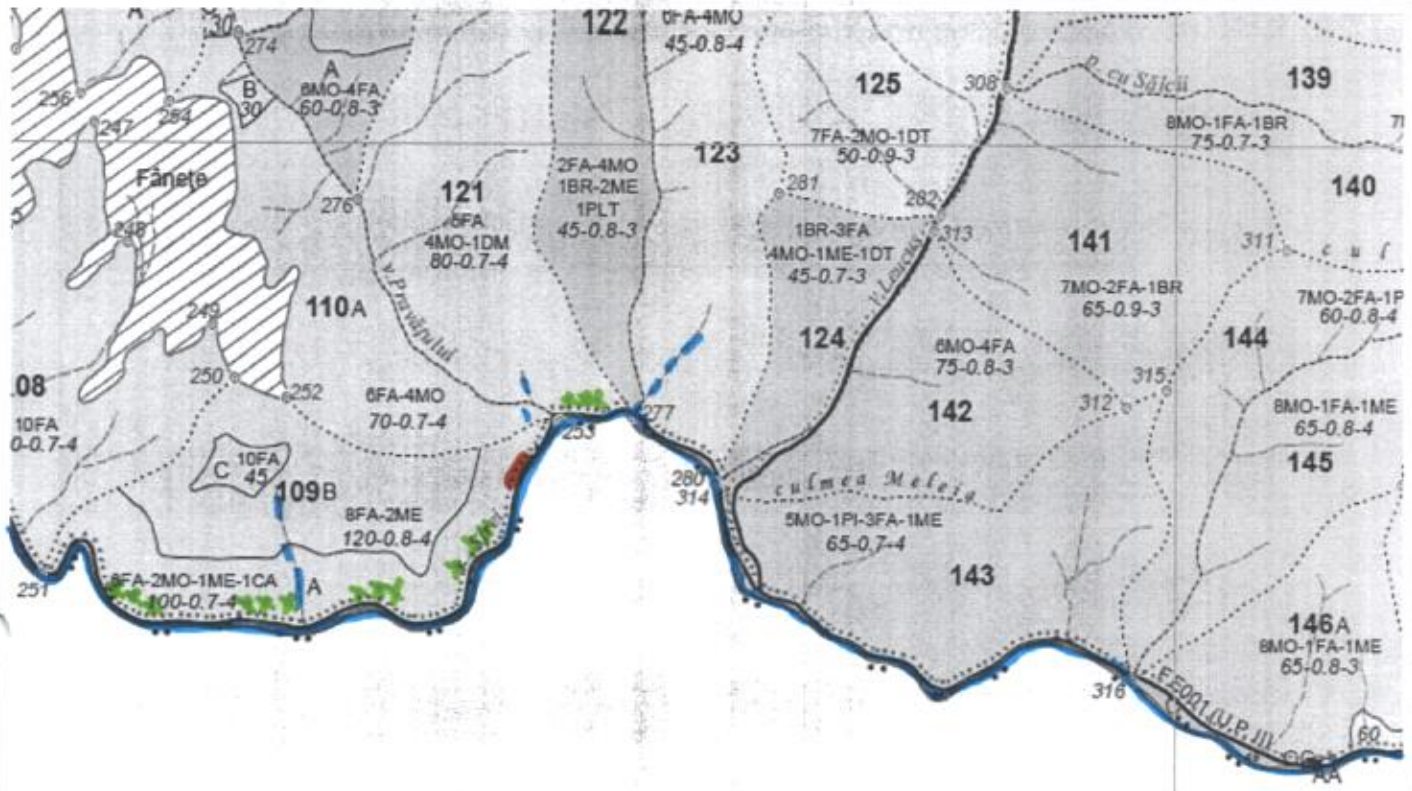 122
6FA-4MO
45-0.8-4
30
274
A
6MO-4FA
60-0.8-3
B
30
256
254
247
125
308
p. cu Sălcii
139
7FA-2MO-1DT
50-0.9-3
8MO-1FA-1BR
75-0.7-3
123
Fânețe
276
121
6FA
4MO-1DM
80-0.7-4
2FA-4MO
1BR-2ME
1PLT
45-0.8-3
281
282
140
248
1BR-3FA
4MO-1ME-1DT
45-0.7-3
313
141
311
c u l
v.Pravățului
7MO-2FA-1BR
65-0.9-3
7MO-2FA-1P
60-0.8-4
249
110A
124
6MO-4FA
75-0.8-3
144
250
252
315
312
08
6FA-4MO
70-0.7-4
277
253
142
8MO-1FA-1ME
65-0.8-4
10FA
0-0.7-4
C
10FA
45
280
314
culmea Meleia
145
109B
8FA-2ME
120-0.8-4
5MO-1PI-3FA-1ME
65-0.7-4
251
FA-2MO-1ME-1CA
100-0.7-4
A
143
146A
8MO-1FA-1ME
65-0.8-3
316
FE001 (U.P. III)
60
AA